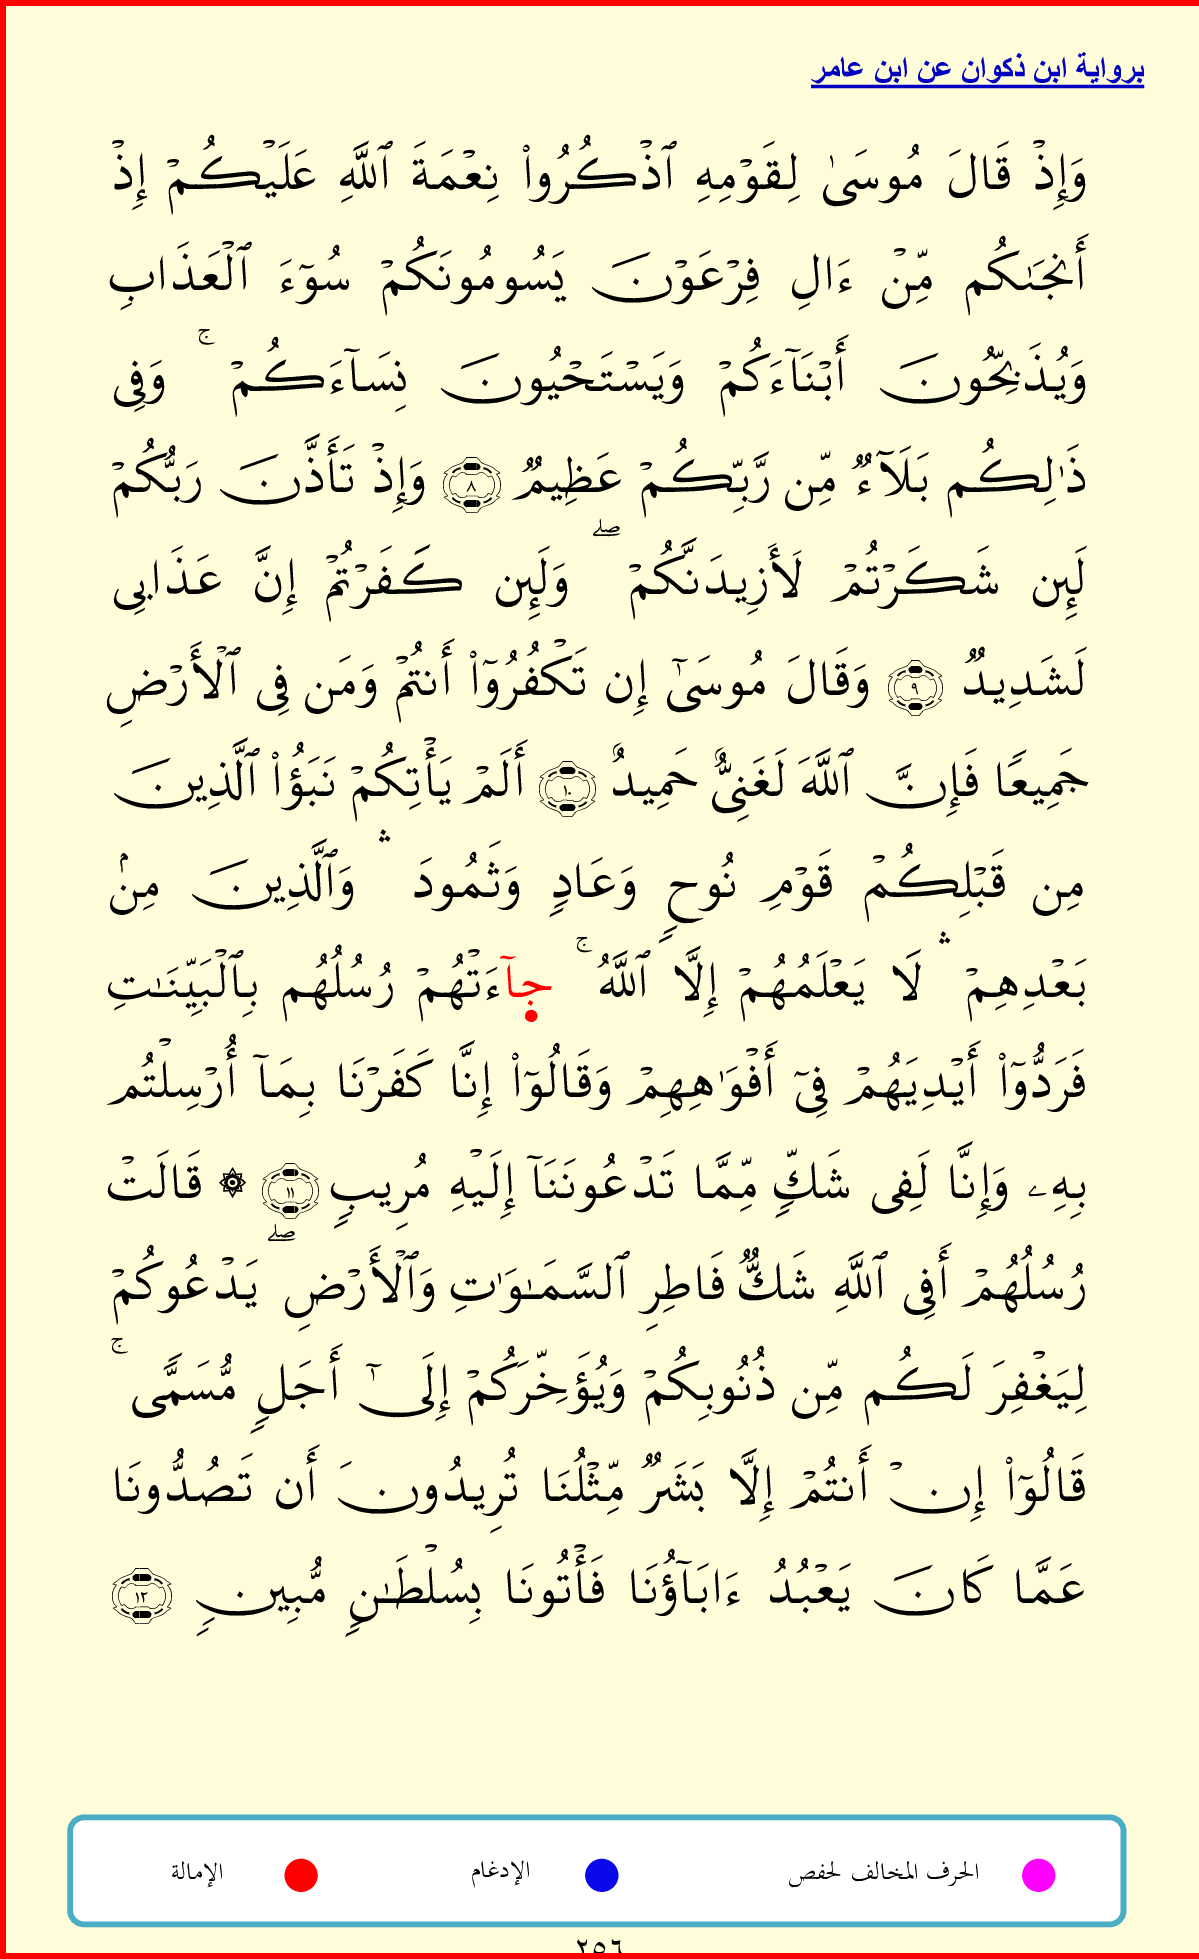 برواية ابن ذكوان عن ابن عامر
وَإِذْ قَالَ مُوسَىٰ لِقَوْمِهِ ٱذْكُرُوا۟ نِعْمَةَ ٱللَّهِ عَلَيْكُمْ إِذْ
أَنجَىٰكُم مِّنْ ءَالِ فِرْعَوْنَ يَسُومُونَكُمْ سُوٓءَ ٱلْعَذَابِ
وَيُذَبِّحُونَ أَبْنَآءَكُمْ وَيَسْتَحْيُونَ نِسَآءَكُمْ ۚ وَفِى
ذَٰلِكُم بَلَآءٌ مِّن رَّبِّكُمْ عَظِيمٌ ٨ وَإِذْ تَأَذَّنَ رَبُّكُمْ
لَئِن شَكَرْتُمْ لَأَزِيدَنَّكُمْ ۖ وَلَئِن كَفَرْتُمْ إِنَّ عَذَابِى
لَشَدِيدٌ ٩ وَقَالَ مُوسَىٰٓ إِن تَكْفُرُوٓا۟ أَنتُمْ وَمَن فِى ٱلْأَرْضِ
جَمِيعًا فَإِنَّ ٱللَّهَ لَغَنِىٌّ حَمِيدٌ ١٠ أَلَمْ يَأْتِكُمْ نَبَؤُا۟ ٱلَّذِينَ
مِن قَبْلِكُمْ قَوْمِ نُوحٍ وَعَادٍ وَثَمُودَ ۛ وَٱلَّذِينَ مِنۢ
بَعْدِهِمْ ۛ لَا يَعْلَمُهُمْ إِلَّا ٱللَّهُ ۚ جآءَتْهُمْ رُسُلُهُم بِٱلْبَيِّنَٰتِ
فَرَدُّوٓا۟ أَيْدِيَهُمْ فِىٓ أَفْوَٰهِهِمْ وَقَالُوٓا۟ إِنَّا كَفَرْنَا بِمَآ أُرْسِلْتُم
بِهِۦ وَإِنَّا لَفِى شَكٍّ مِّمَّا تَدْعُونَنَآ إِلَيْهِ مُرِيبٍ ١١ ۞ قَالَتْ
رُسُلُهُمْ أَفِى ٱللَّهِ شَكٌّ فَاطِرِ ٱلسَّمَٰوَٰتِ وَٱلْأَرْضِ ۖ يَدْعُوكُمْ
لِيَغْفِرَ لَكُم مِّن ذُنُوبِكُمْ وَيُؤَخِّرَكُمْ إِلَىٰٓ أَجَلٍ مُّسَمًّى ۚ
قَالُوٓا۟ إِنْ أَنتُمْ إِلَّا بَشَرٌ مِّثْلُنَا تُرِيدُونَ أَن تَصُدُّونَا
عَمَّا كَانَ يَعْبُدُ ءَابَآؤُنَا فَأْتُونَا بِسُلْطَٰنٍ مُّبِينٍ ١٢
الحرف المخالف لحفص الإدغام الإمالة
٢٥٦